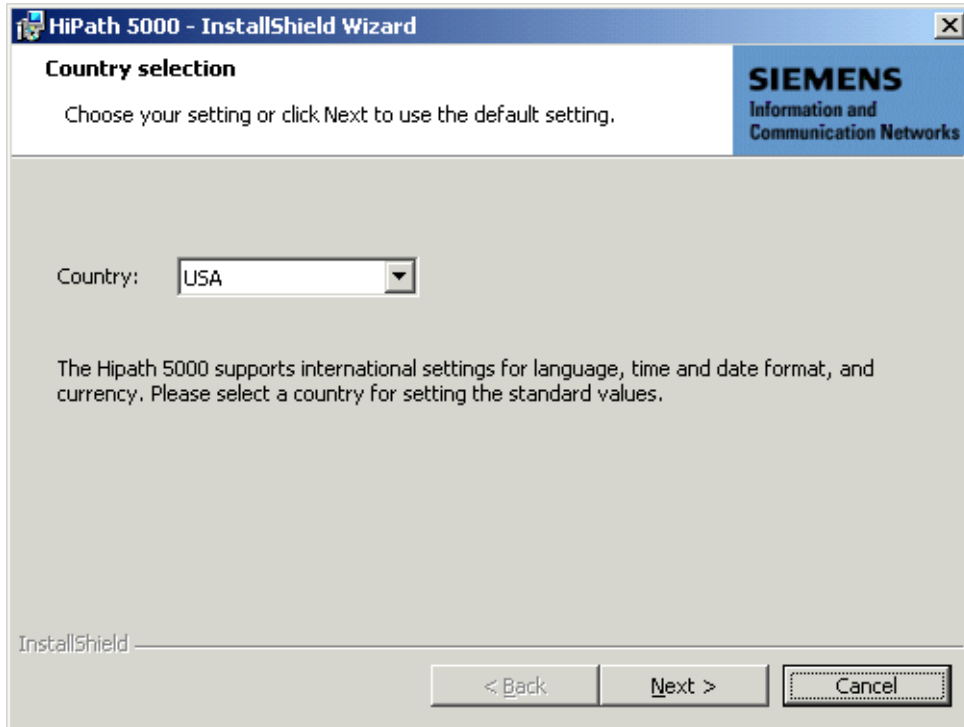 HiPath 5000 - InstallShield Wizard
Country selection
Choose your setting or click Next to use the default setting.
SIEMENS
Information and
Communication Networks
Country:
USA
The Hipath 5000 supports international settings for language, time and date format, and
currency. Please select a country for setting the standard values.
InstallShield
< Back
Next >
Cancel